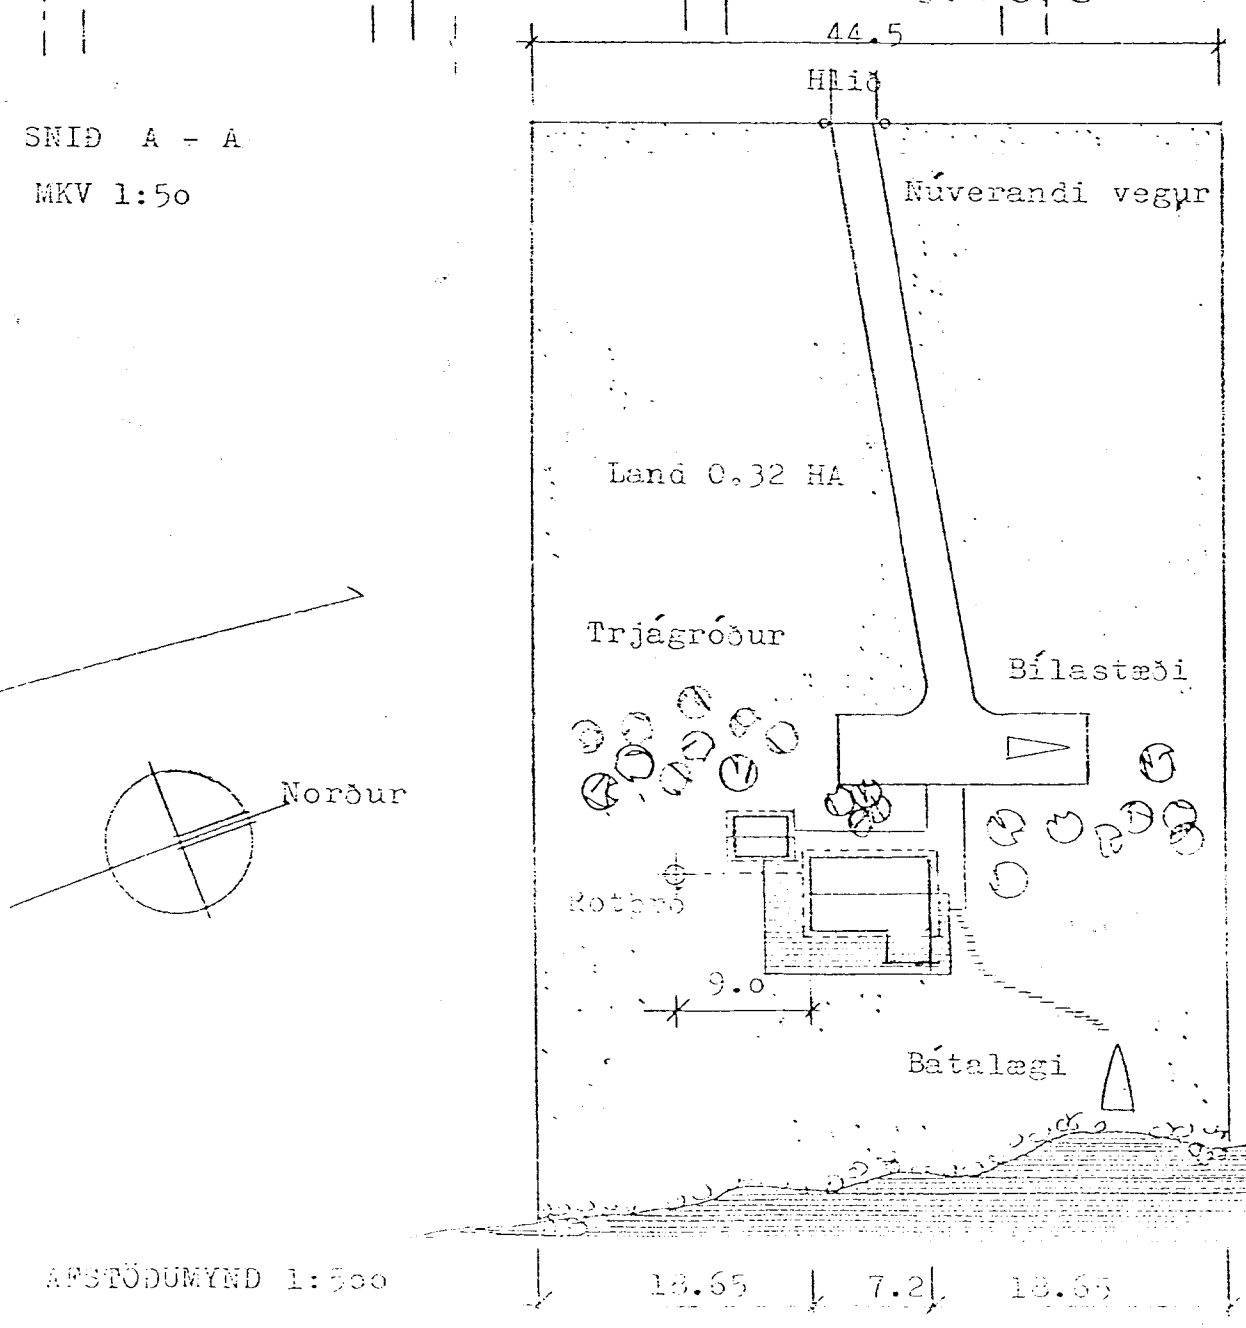 44.5
Hlið
SNIÐ A - A
MKV 1:5o
Núverandi vegur
Land 0.32 HA
Trjágróður
Bílastæði
Norður
Rotþró
9.o
Bátalægi
AFSTÖÐUMYND 1:5oo
18.65 7.2 18.65